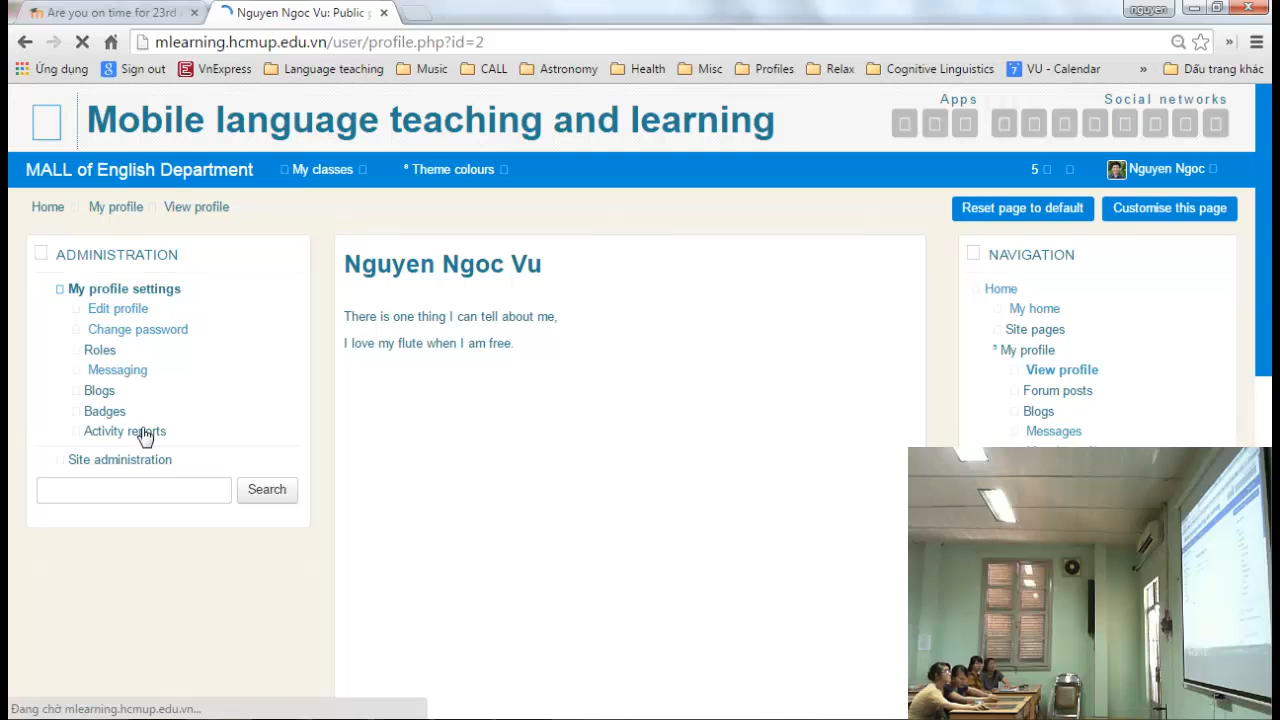 Are you on time for 23rd
Nguyen Ngoc Vu: Public p
nguyen
mlearning.hcmup.edu.vn/user/profile.php?id=2
Ứng dụng
Sign out
VnExpress
Language teaching
Music
CALL
Astronomy
Health
Misc
Profiles
Relax
Cognitive Linguistics
7
VU - Calendar
Dấu trang khác
Mobile language teaching and learning
Apps
Social networks
MALL of English Department
My classes
Theme colours
5
Nguyen Ngoc
Home
My profile
View profile
Reset page to default
Customise this page
ADMINISTRATION
My profile settings
Edit profile
Change password
Roles
Messaging
Blogs
Badges
Activity reports
Site administration
Search
Nguyen Ngoc Vu
There is one thing I can tell about me,
I love my flute when I am free.
NAVIGATION
Home
My home
Site pages
My profile
View profile
Forum posts
Blogs
Messages
Đang chờ mlearning.hcmup.edu.vn...